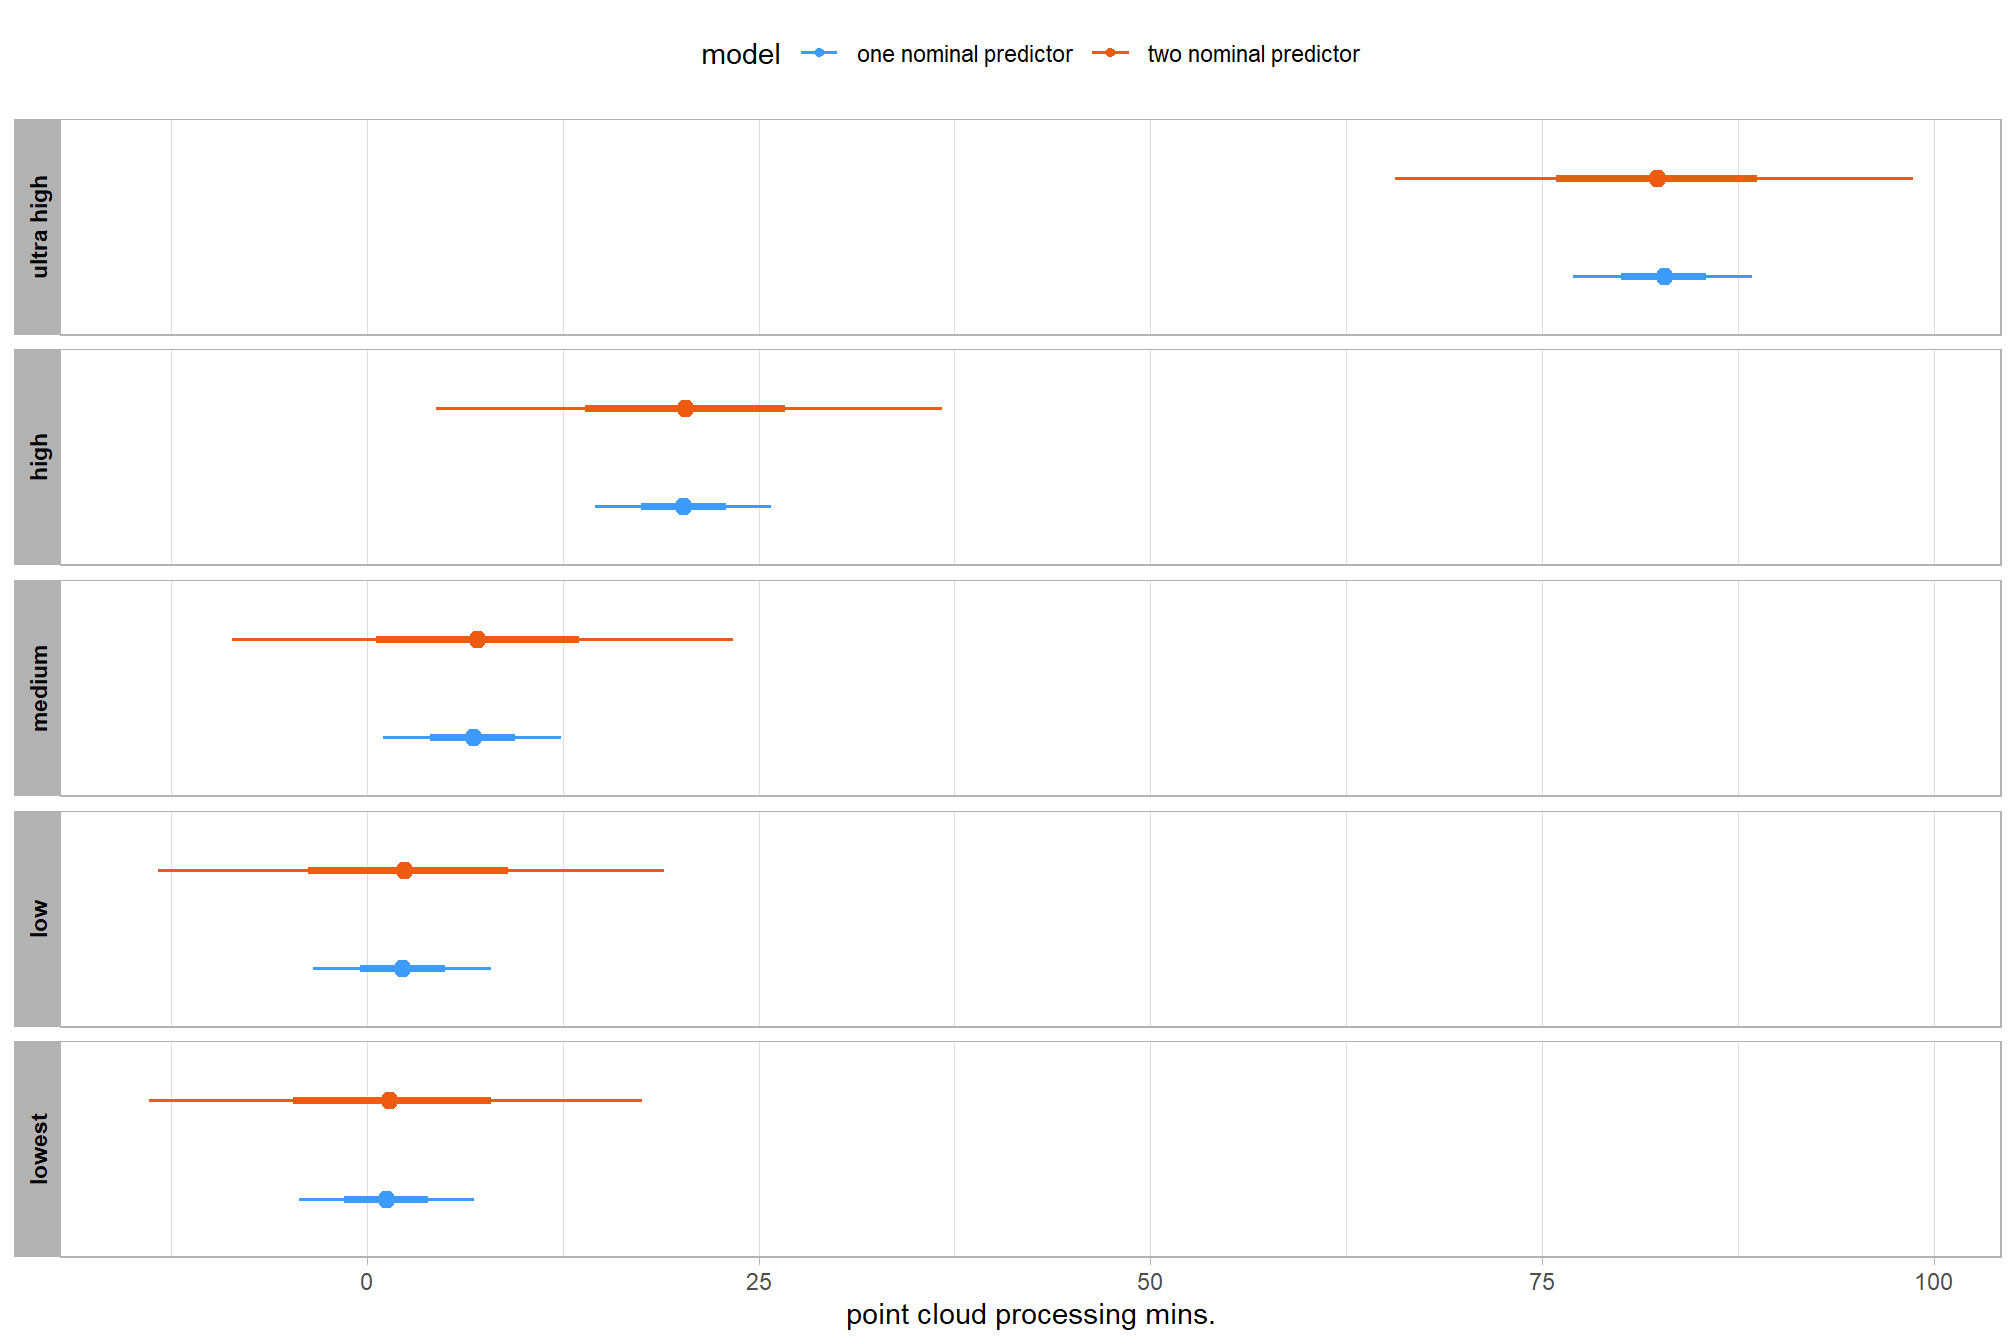 model one nominal predictor two nominal predictor
ultra high
high
medium
low
lowest
0 25 50 75 100
point cloud processing mins.